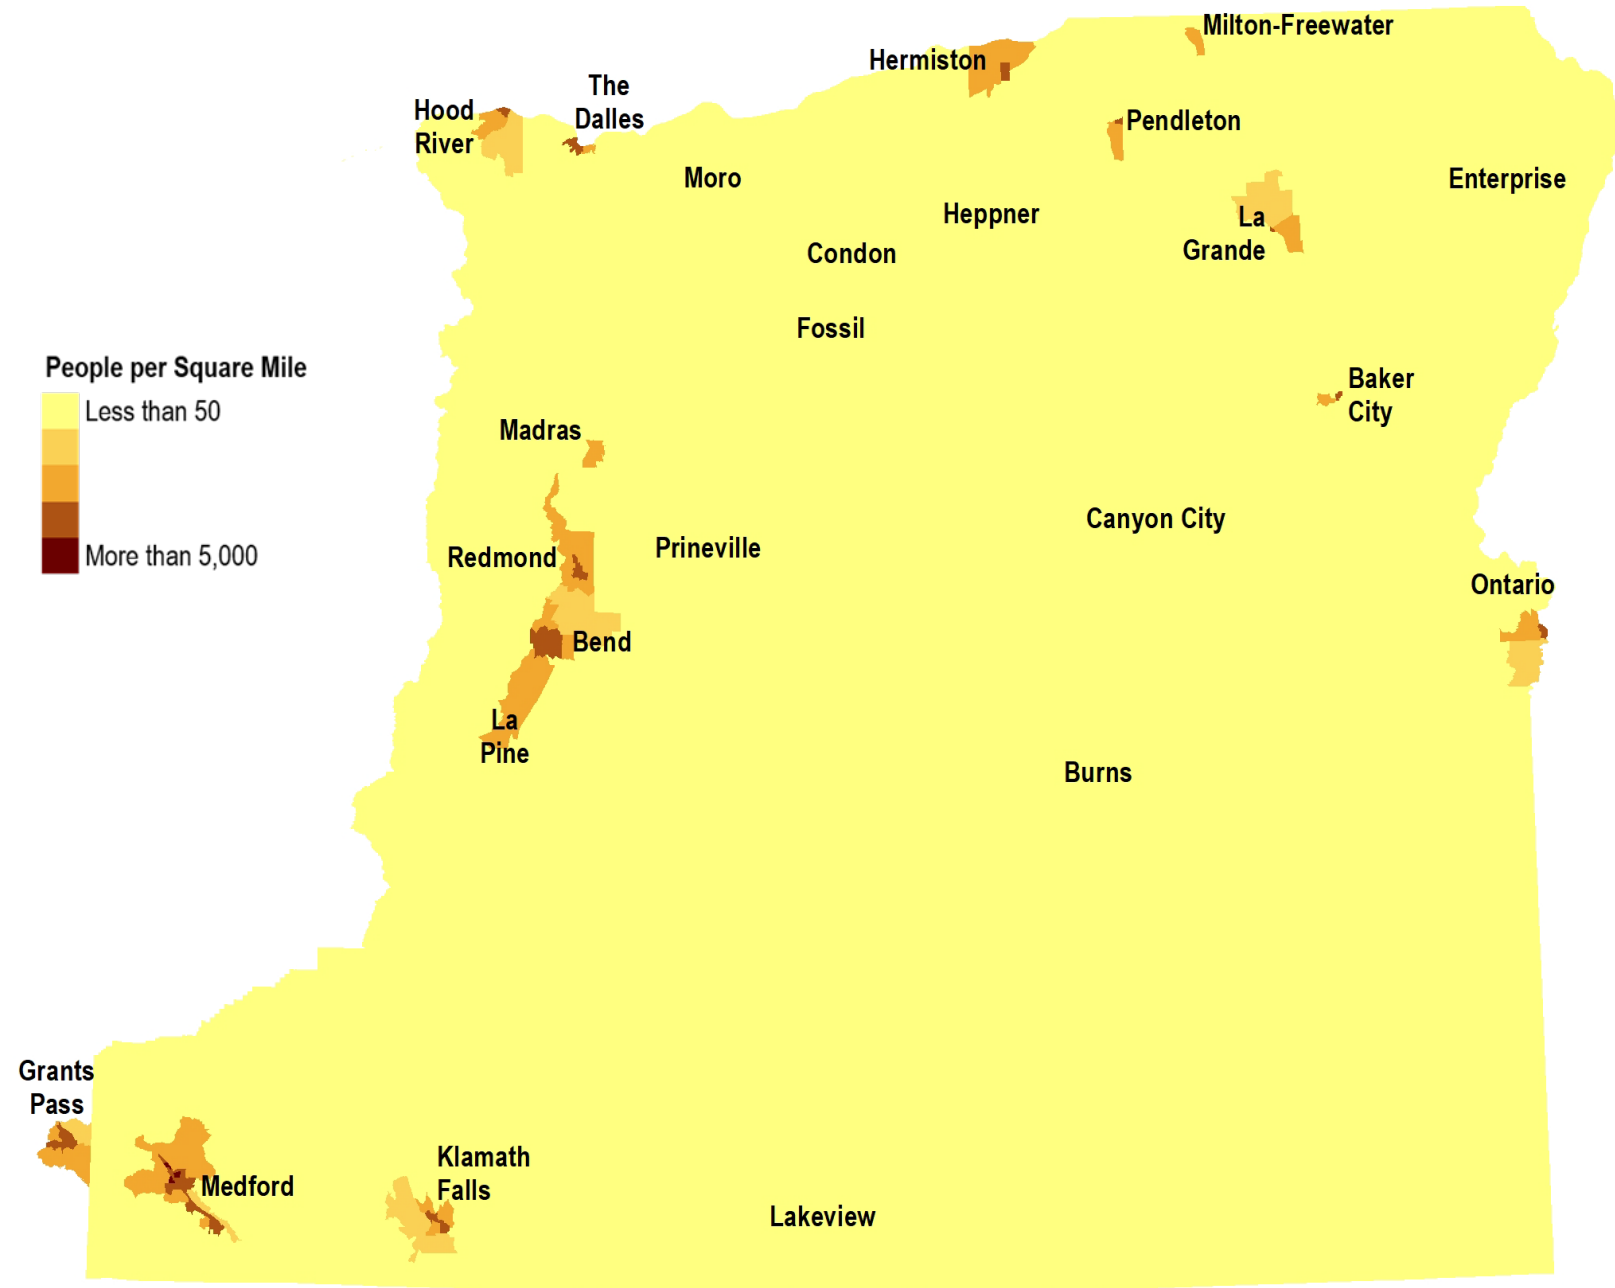 Milton-Freewater
Hermiston
The
Dalles
Hood
River
Pendleton
Moro
Enterprise
Heppner
La
Grande
Condon
Fossil
People per Square Mile
Less than 50
More than 5,000
Baker
City
Madras
Canyon City
Redmond
Prineville
Ontario
Bend
La
Pine
Burns
Grants
Pass
Klamath
Falls
Medford
Lakeview